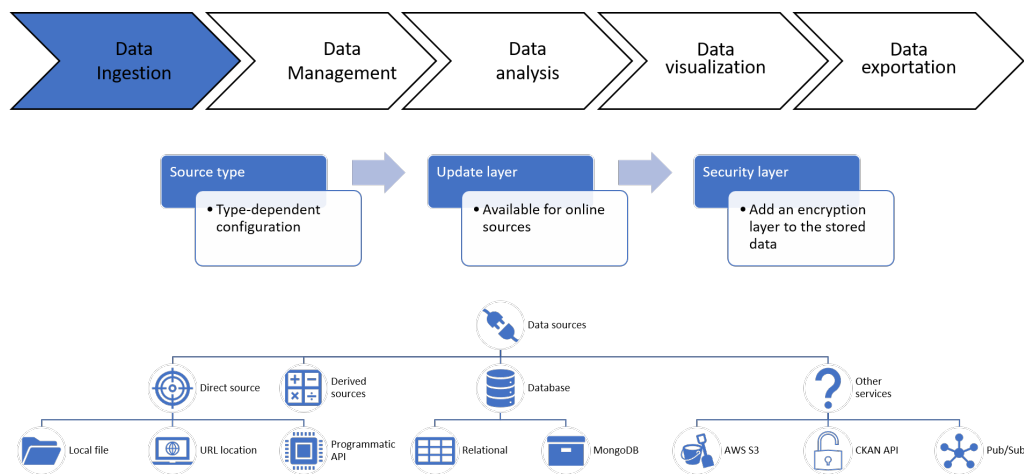 Data
Ingestion
Data
Management
Data
analysis
Data
visualization
Data
exportation
Source type
• Type-dependent
configuration
Update layer
• Available for online
sources
Security layer
• Add an encryption
layer to the stored
data
Data sources
Direct source
Derived
sources
Database
Other
services
Local file
URL location
Programmatic
API
Relational
MongoDB
AWS S3
CKAN API
Pub/Sub